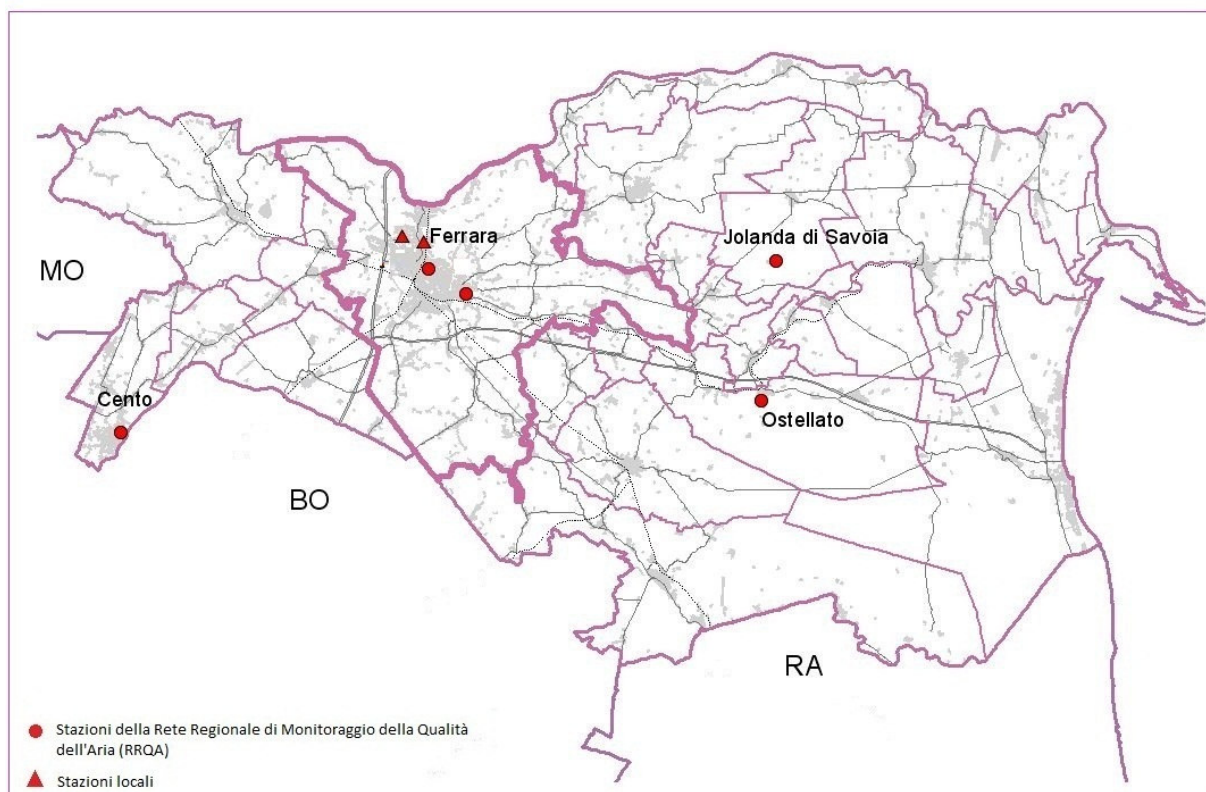 Ferrara
Jolanda di Savoia
MO
Cento
Ostellato
BO
RA
Stazioni della Rete Regionale di Monitoraggio della Qualità
dell'Aria (RRQA)
Stazioni locali